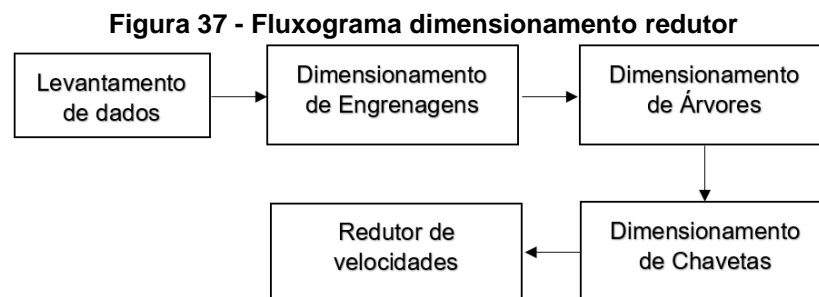 Figura 37 - Fluxograma dimensionamento redutor
Levantamento
de dados
Dimensionamento
de Engrenagens
Dimensionamento
de Árvores
Dimensionamento
de Chavetas
Redutor de
velocidades